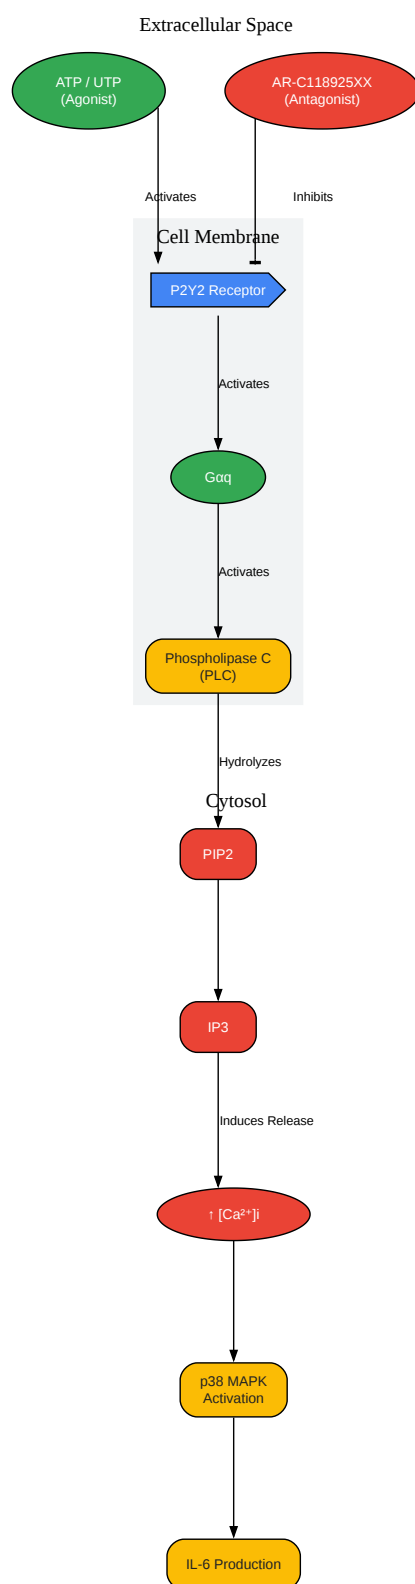 Extracellular Space
ATP / UTP
(Agonist)
AR-C118925XX
(Antagonist)
Activates
Inhibits
Cell Membrane
P2Y2 Receptor
Activates
Gαq
Activates
Phospholipase C
(PLC)
Hydrolyzes
Cytosol
PIP2
IP3
Induces Release
↑ [Ca²⁺]i
p38 MAPK
Activation
IL-6 Production